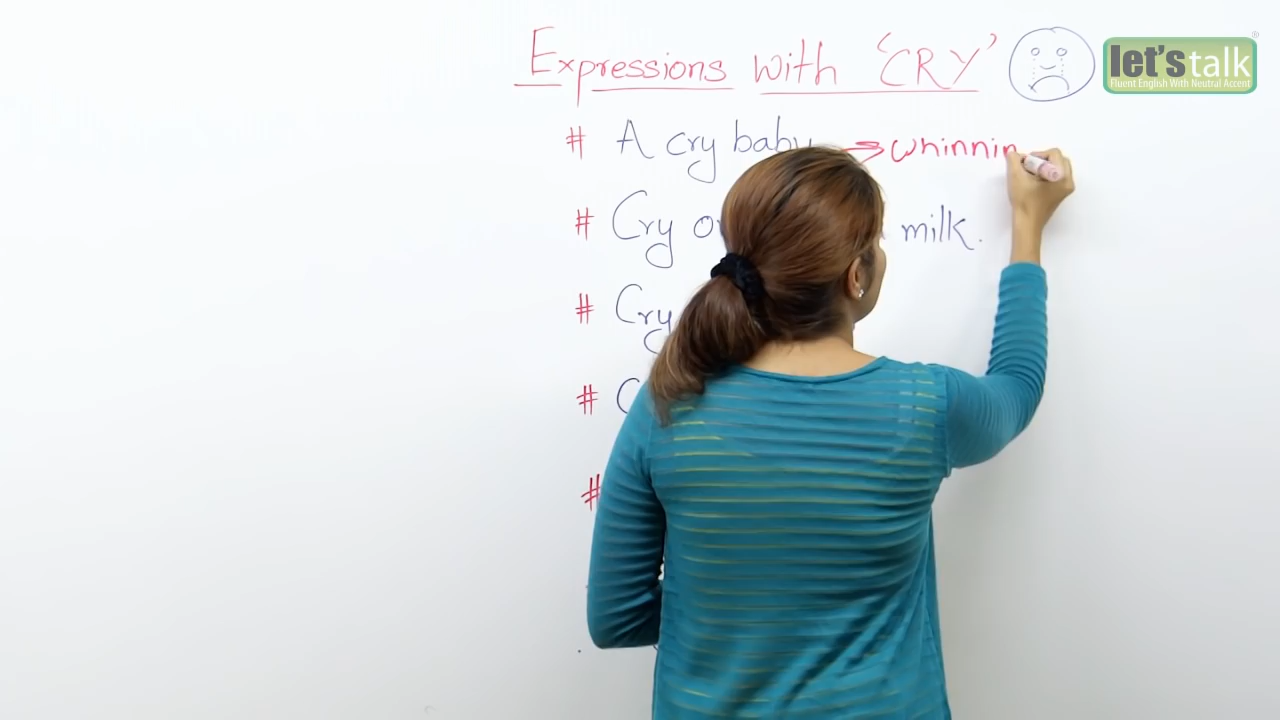 Expressions with 'CRY'
let's talk ®
Fluent English With Neutral Accent
# A cry baby → whinnin
# Cry milk.
# Cry
#
#